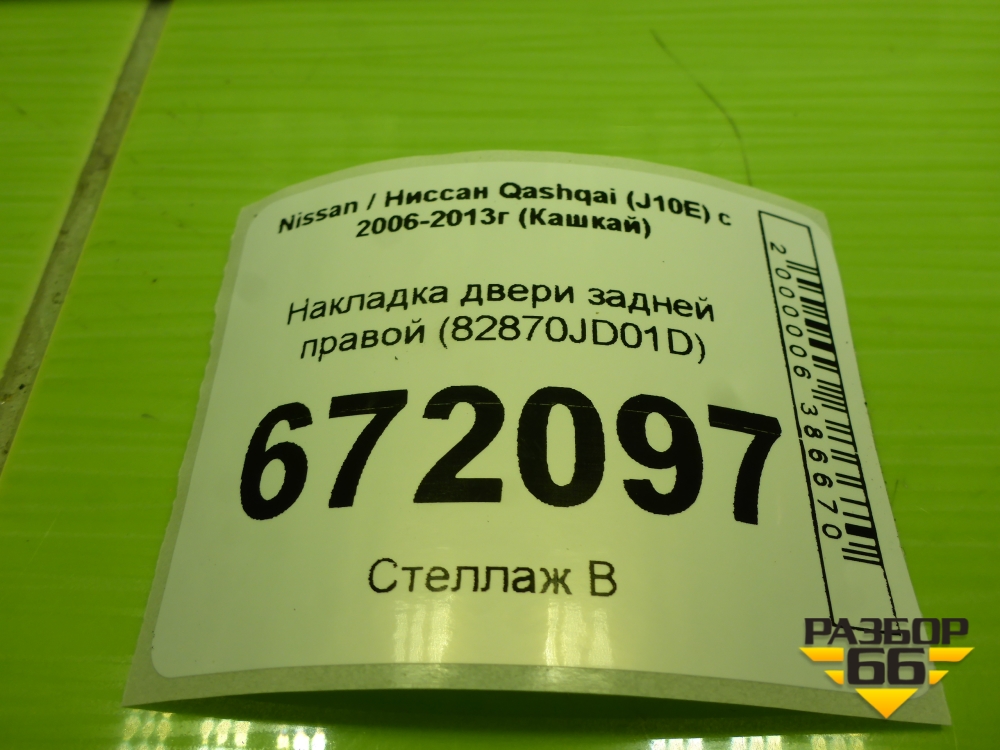 Nissan / Ниссан Qashqai (J10E) с
2006-2013г (Кашкай)
Накладка двери задней
правой (82870JD01D)
672097
Стеллаж В
2000006386670
РАЗБОР
66